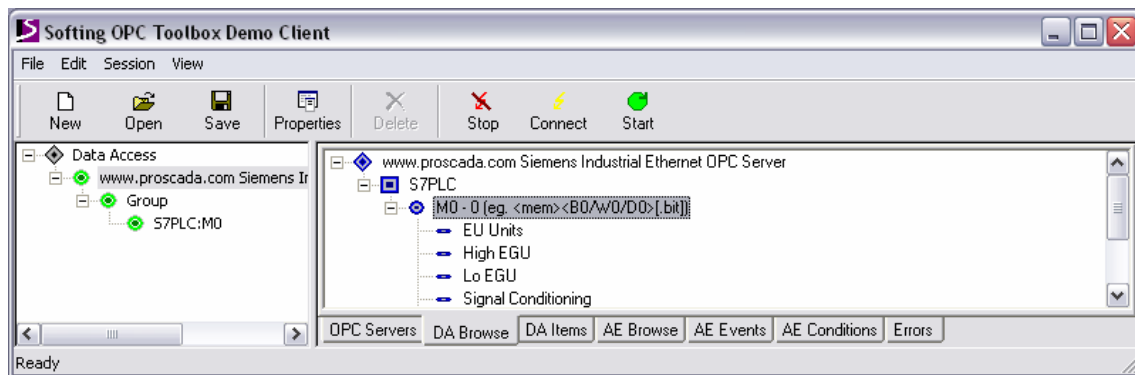 Softing OPC Toolbox Demo Client
File Edit Session View
New Open Save Properties Delete Stop Connect Start
Data Access
www.proscada.com Siemens Ir
Group
S7PLC:M0
www.proscada.com Siemens Industrial Ethernet OPC Server
S7PLC
M0 - 0 (eg. <mem><B0/W0/D0>[.bit])
EU Units
High EGU
Lo EGU
Signal Conditioning
OPC Servers DA Browse DA Items AE Browse AE Events AE Conditions Errors
Ready